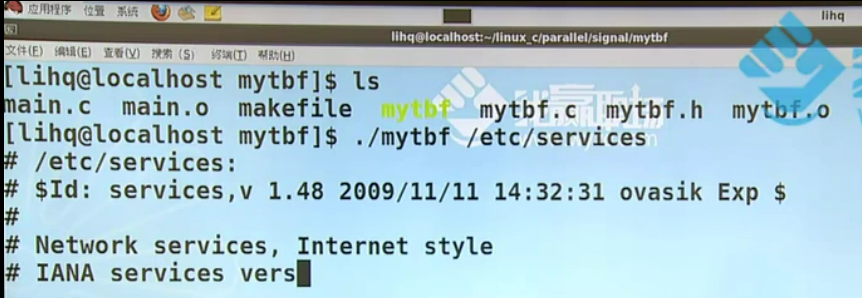 应用程序 位置 系统 lihq
lihq@localhost:~/linux_c/parallel/signal/mytbf
文件(F) 编辑(E) 查看(V) 搜索(S) 终端(T) 帮助(H)
[lihq@localhost mytbf]$ ls
main.c main.o makefile mytbf mytbf.c mytbf.h mytbf.o
[lihq@localhost mytbf]$ ./mytbf /etc/services
# /etc/services:
# $Id: services,v 1.48 2009/11/11 14:32:31 ovasik Exp $
#
# Network services, Internet style
# IANA services vers